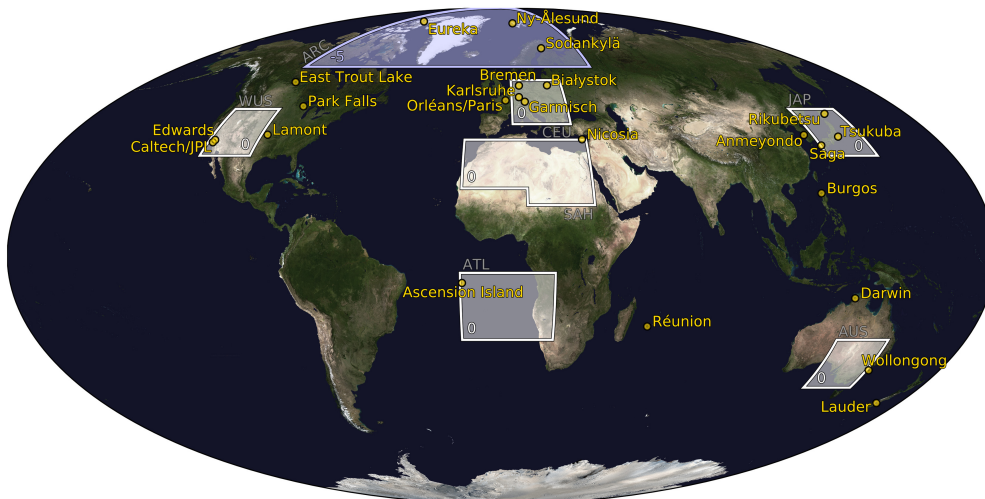 Ny-Ålesund
Eureka
Sodankylä
ARC
-5
East Trout Lake
Bremen
Białystok
Karlsruhe
WUS
Park Falls
Orléans/Paris
Garmisch
0
JAP
Rikubetsu
Edwards
Lamont
CEU
Nicosia
Anmeyondo
Tsukuba
Caltech/JPL
0
Saga
0
0
Burgos
SAH
ATL
Ascension Island
Darwin
0
Réunion
AUS
Wollongong
0
Lauder